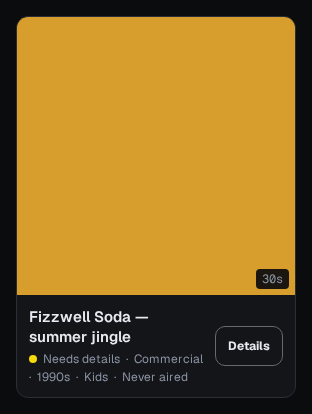 30s
Fizzwell Soda —
summer jingle
Needs details · Commercial
· 1990s · Kids · Never aired
Details